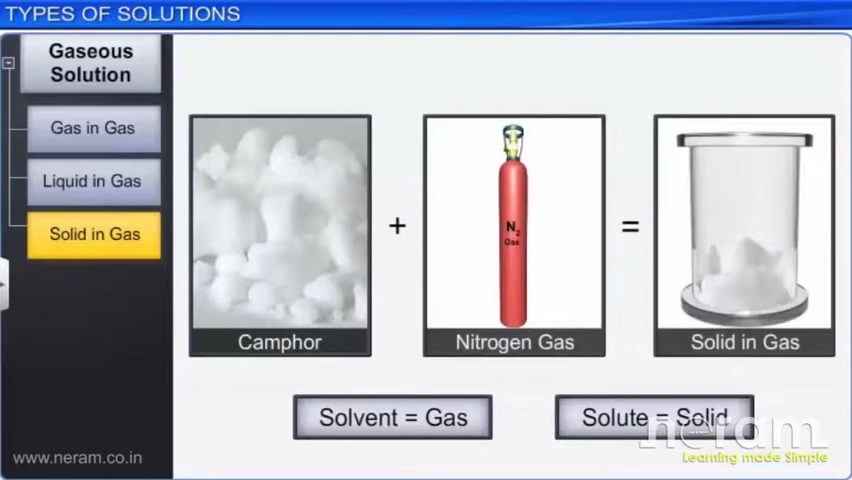 TYPES OF SOLUTIONS
Gaseous
Solution
Gas in Gas
Liquid in Gas
Solid in Gas
+
N2
Gas
=
Camphor
Nitrogen Gas
Solid in Gas
Solvent = Gas
Solute = Solid
neram
Learning made Simple
www.neram.co.in